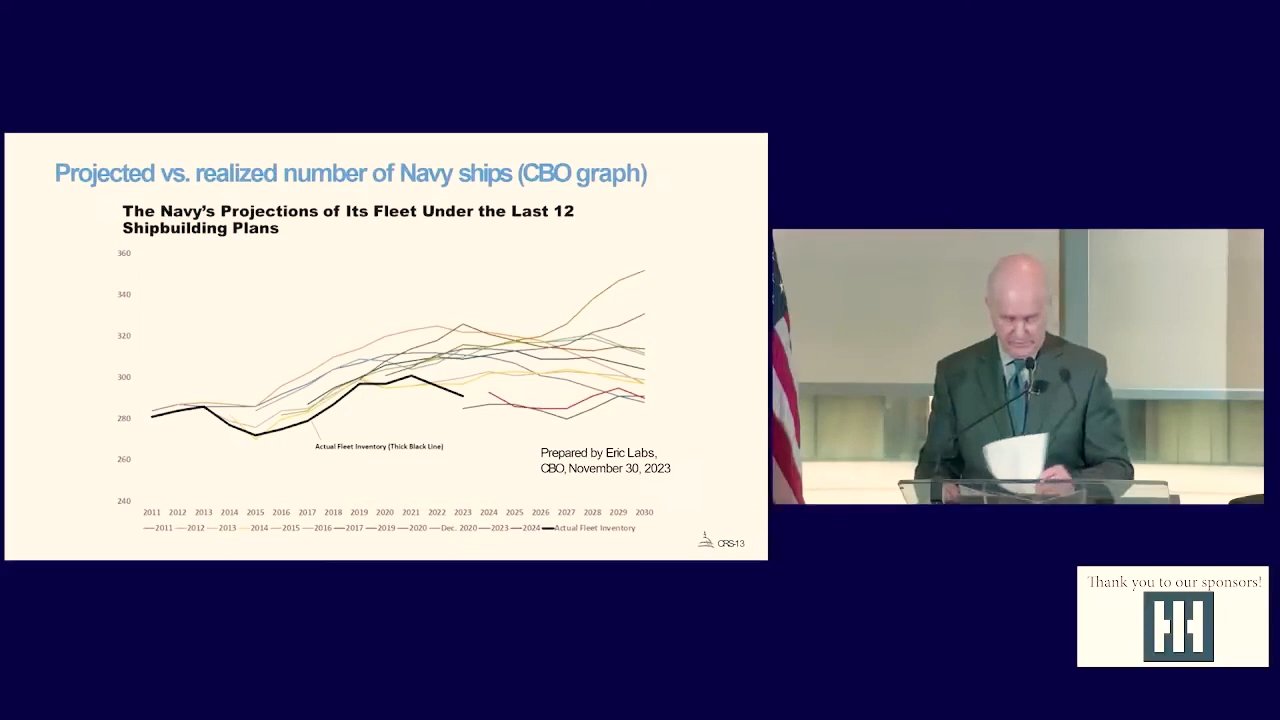 Projected vs. realized number of Navy ships (CBO graph)
The Navy's Projections of Its Fleet Under the Last 12
Shipbuilding Plans
360
340
320
300
280
260
240
Actual Fleet Inventory (Thick Black Line)
Prepared by Eric Labs,
CBO, November 30, 2023
2011 2012 2013 2014 2015 2016 2017 2018 2019 2020 2021 2022 2023 2024 2025 2026 2027 2028 2029 2030
2011 2012 2013 2014 2015 2016 2017 2019 2020 Dec. 2020 2023 2024 Actual Fleet Inventory
CRS-13
Thank you to our sponsors!